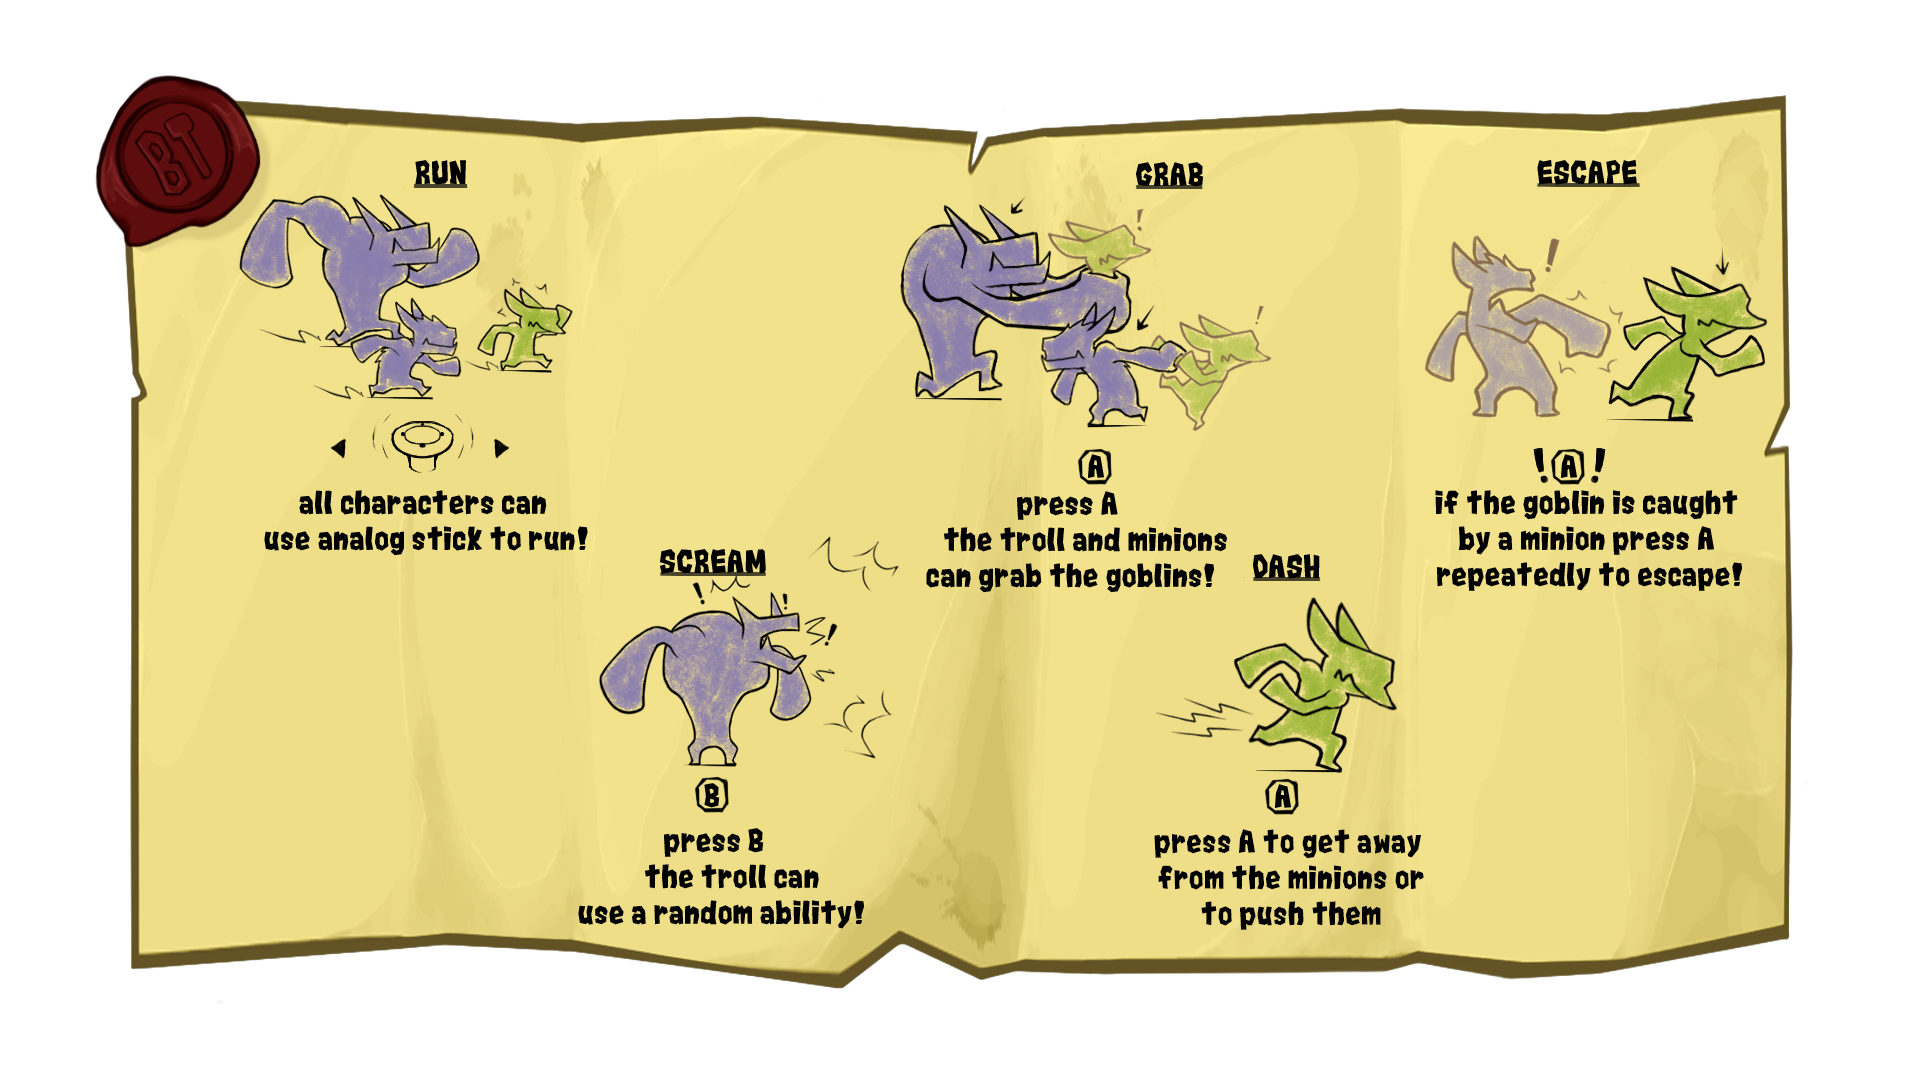 BT
RUN
all characters can
use analog stick to run!
SCREAM
!
!
!
B
press B
the troll can
use a random ability!
GRAB
!
!
A
press A
the troll and minions
can grab the goblins!
DASH
A
press A to get away
from the minions or
to push them
ESCAPE
!
!A!
if the goblin is caught
by a minion press A
repeatedly to escape!